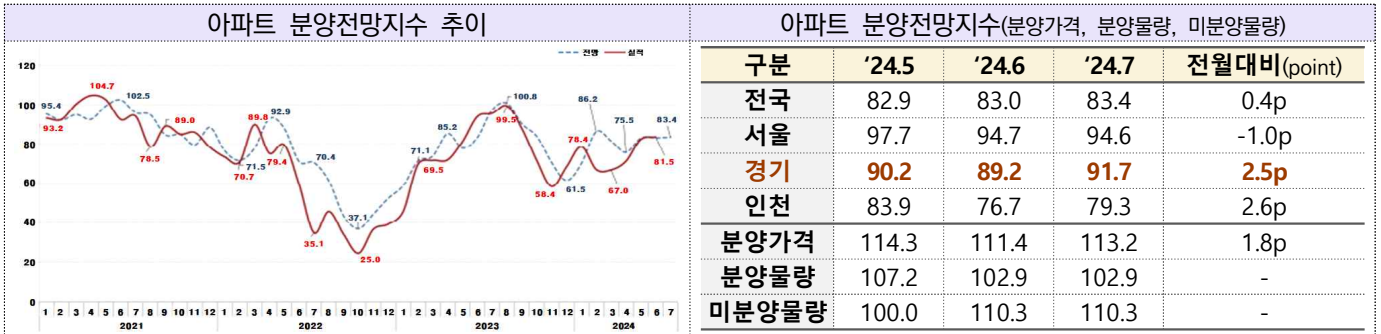 아파트 분양전망지수 추이
전망 실적
120
100
80
60
40
20
0
95.4
93.2
104.7
102.5
78.5
89.0
70.7
71.5
89.8
92.9
79.4
70.4
35.1
37.1
25.0
71.1
69.5
85.2
100.8
99.5
58.4
61.5
78.4
86.2
67.0
75.5
83.4
81.5
1 2 3 4 5 6 7 8 9 10 11 12 1 2 3 4 5 6 7 8 9 10 11 12 1 2 3 4 5 6 7 8 9 10 11 12 1 2 3 4 5 6 7
2021 2022 2023 2024
아파트 분양전망지수(분양가격, 분양물량, 미분양물량)
구분 ‘24.5 ‘24.6 ‘24.7 전월대비(point)
전국 82.9 83.0 83.4 0.4p
서울 97.7 94.7 94.6 -1.0p
경기 90.2 89.2 91.7 2.5p
인천 83.9 76.7 79.3 2.6p
분양가격 114.3 111.4 113.2 1.8p
분양물량 107.2 102.9 102.9 -
미분양물량 100.0 110.3 110.3 -